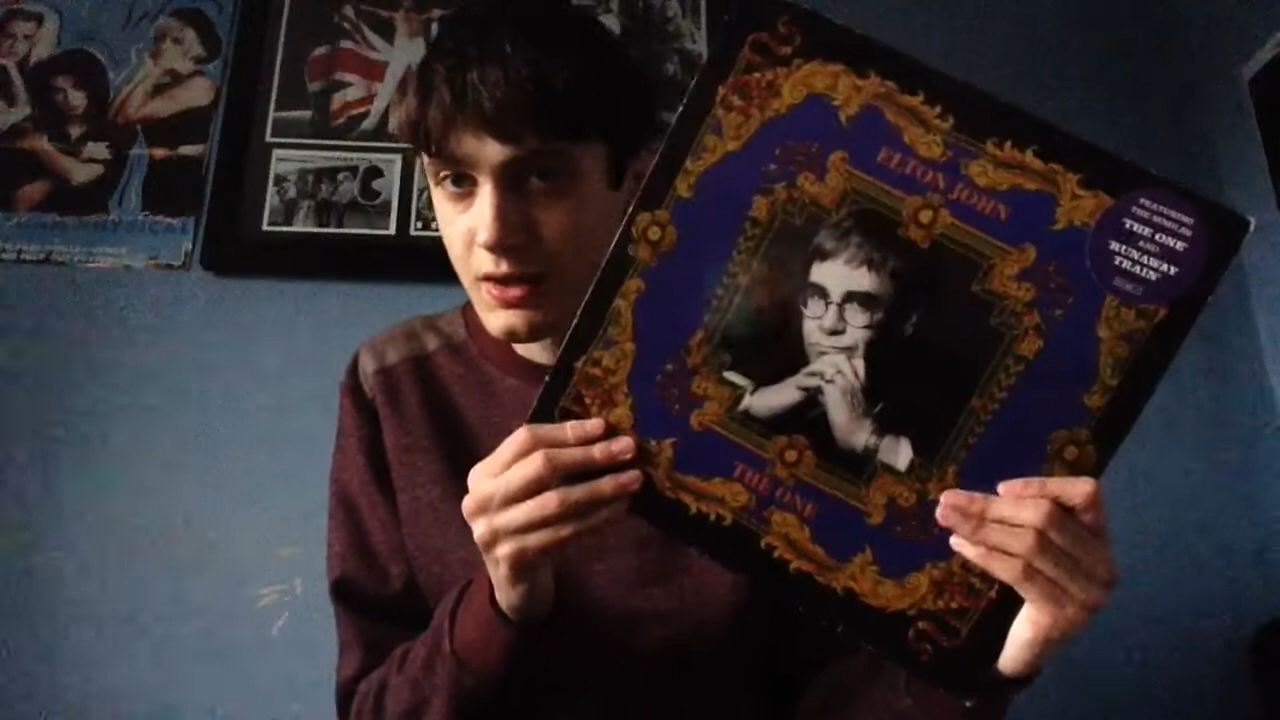 ELTON JOHN
FEATURING
THE SINGLES
'THE ONE'
AND
'RUNAWAY
TRAIN'
THE ONE